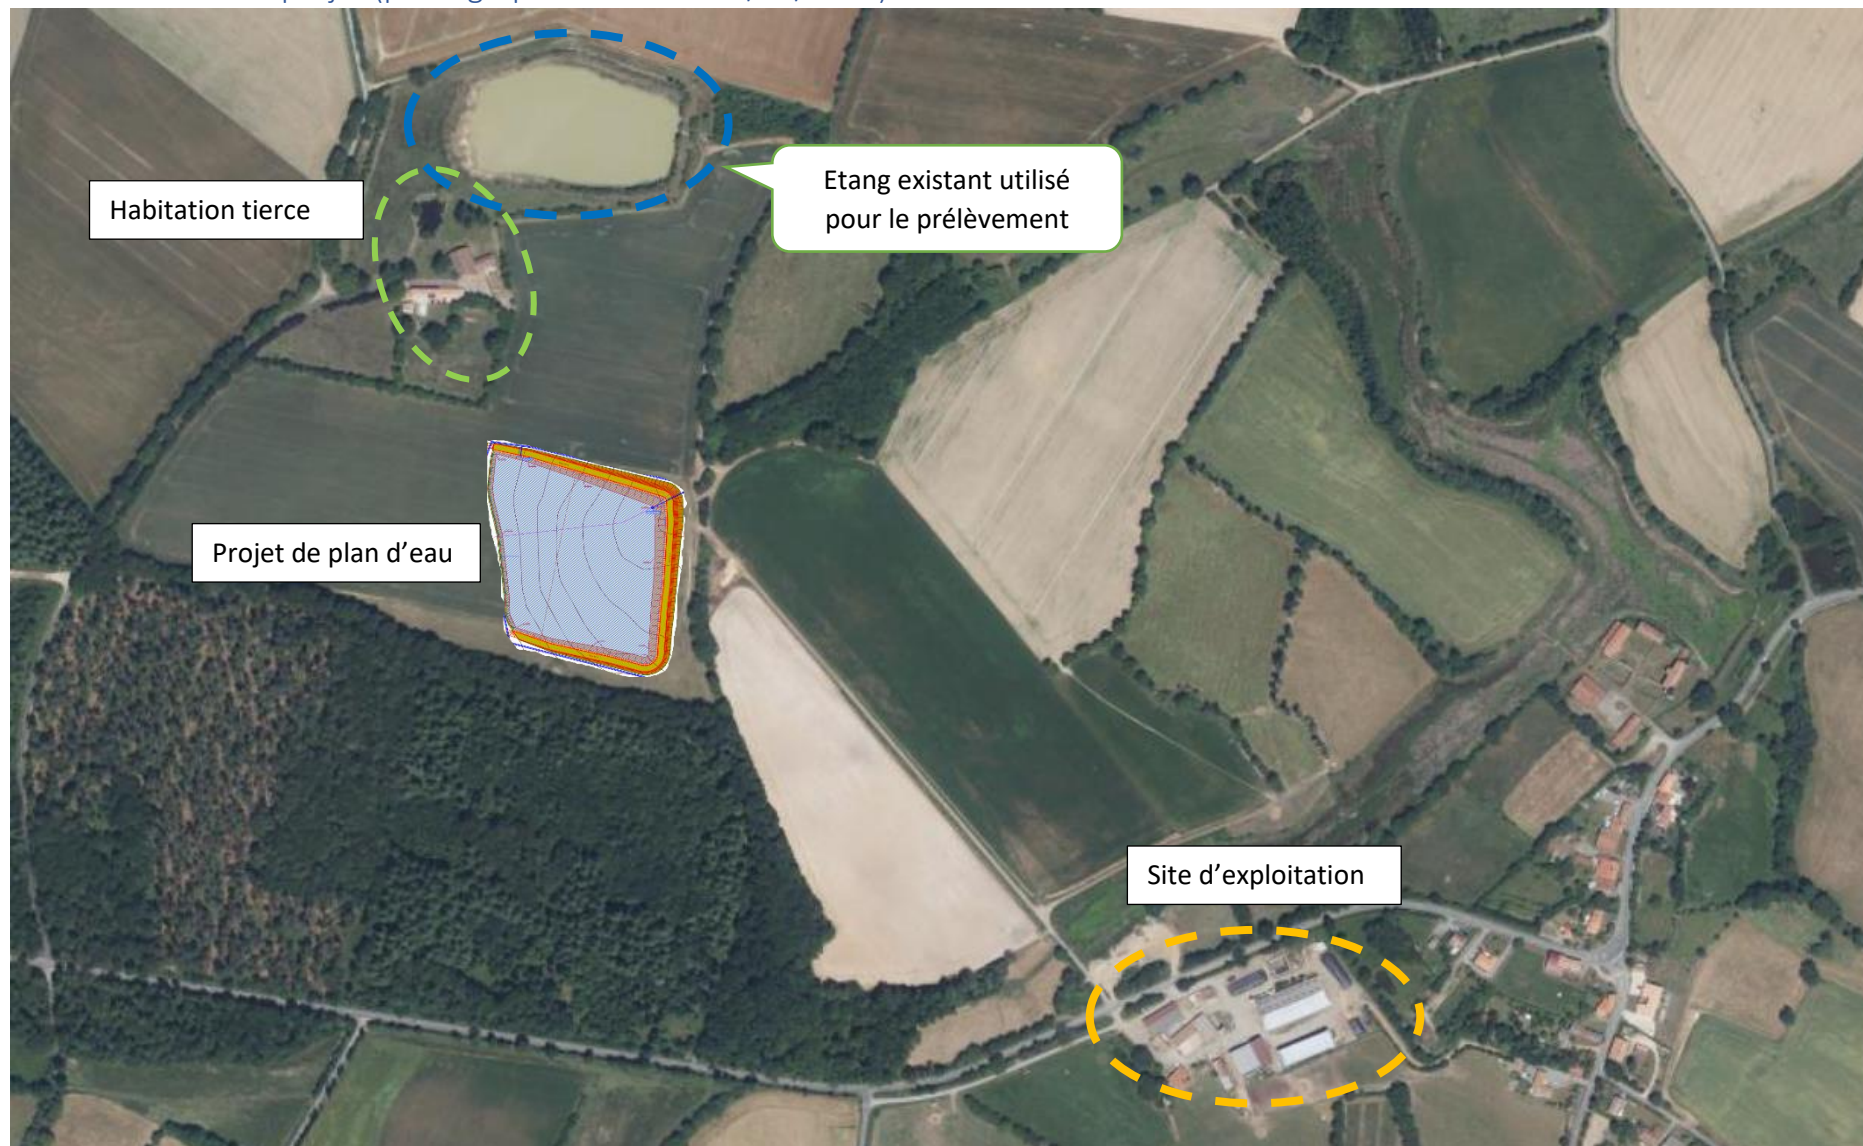 Habitation tierce
Etang existant utilisé
pour le prélèvement
Projet de plan d’eau
Site d’exploitation